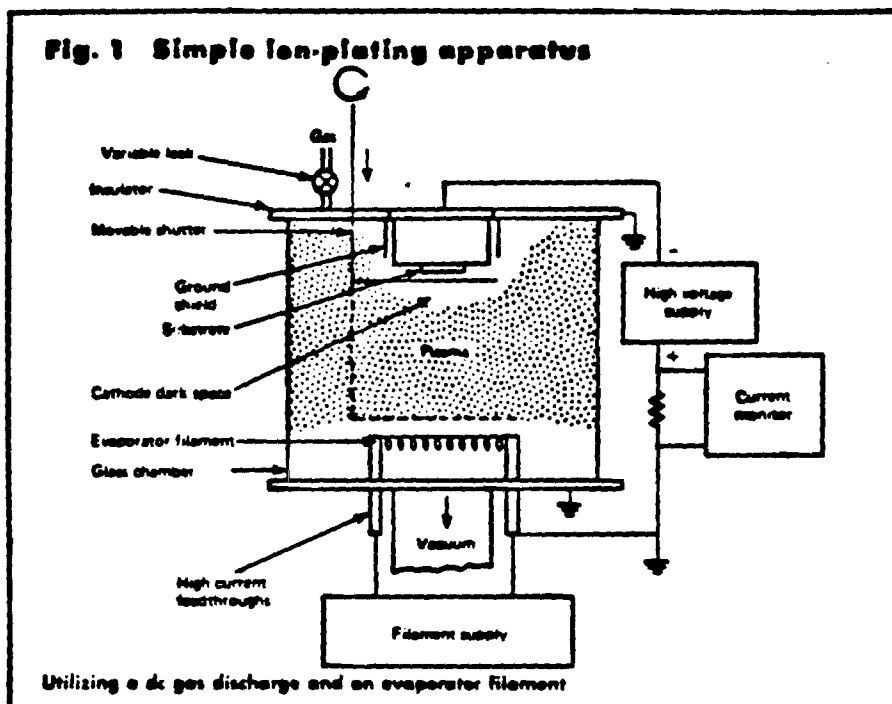 Fig. 1 Simple ion-plating apparatus
Gas
Variable leak
Insulator
Movable shutter
Ground
shield
Substrate
Cathode dark space
Evaporator filament
Glass chamber
High current
feedthroughs
Plasma
Vacuum
Filament supply
-
High voltage
supply
+
Current
monitor
Utilizing a dc gas discharge and an evaporator filament